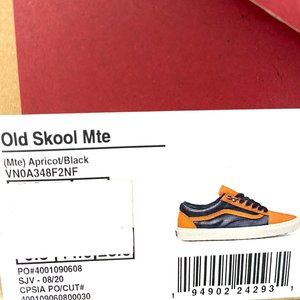 Old Skool Mte
(Mte) Apricot/Black
VN0A348F2NF
PO#4001090608
SJV - 08/20
CPSIA PO/CUT#
400109060800030
1 94902 24293 1